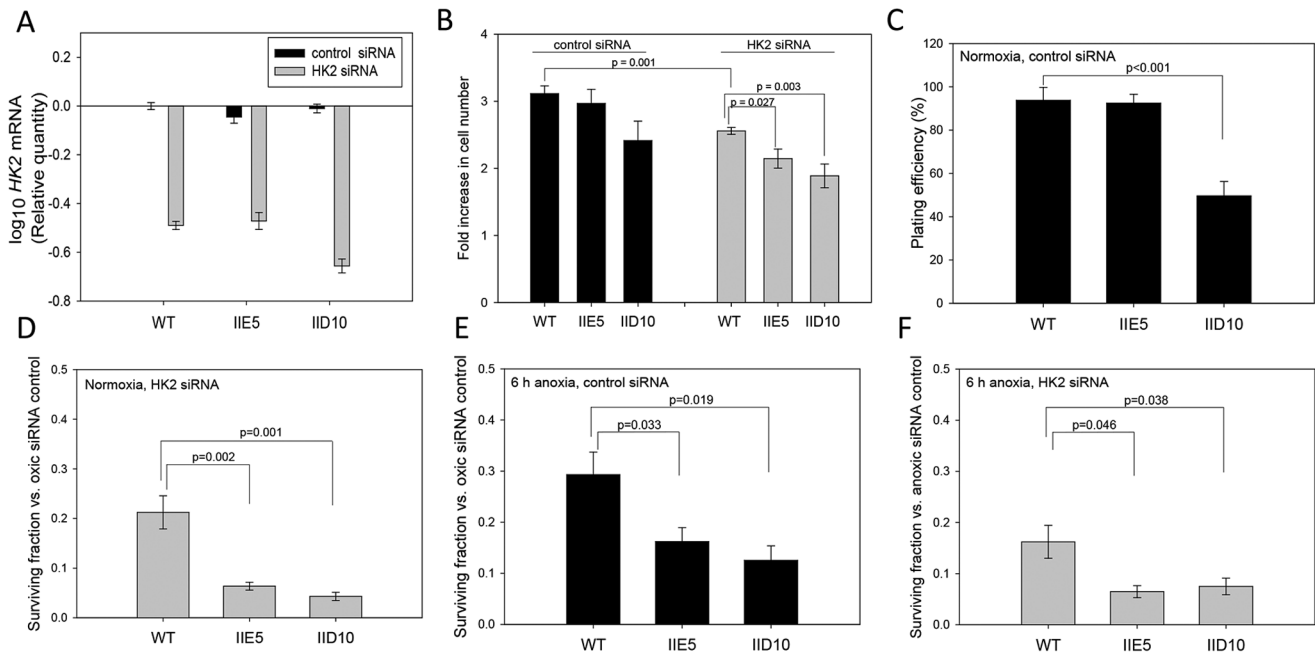 A
log10 HK2 mRNA
(Relative quantity)
0.2
0.0
-0.2
-0.4
-0.6
-0.8
control siRNA
HK2 siRNA
WT IIE5 IID10
B
Fold increase in cell number
4
3
2
1
0
control siRNA HK2 siRNA
p = 0.001
p = 0.003
p = 0.027
WT IIE5 IID10 WT IIE5 IID10
C
Plating efficiency (%)
120
100
80
60
40
20
0
Normoxia, control siRNA
p<0.001
WT IIE5 IID10
D
Surviving fraction vs. oxic siRNA control
0.5
0.4
0.3
0.2
0.1
0.0
Normoxia, HK2 siRNA
p=0.001
p=0.002
WT IIE5 IID10
E
Surviving fraction vs. oxic siRNA control
0.5
0.4
0.3
0.2
0.1
0.0
6 h anoxia, control siRNA
p=0.019
p=0.033
WT IIE5 IID10
F
Surviving fraction vs. anoxic siRNA control
0.5
0.4
0.3
0.2
0.1
0.0
6 h anoxia, HK2 siRNA
p=0.038
p=0.046
WT IIE5 IID10